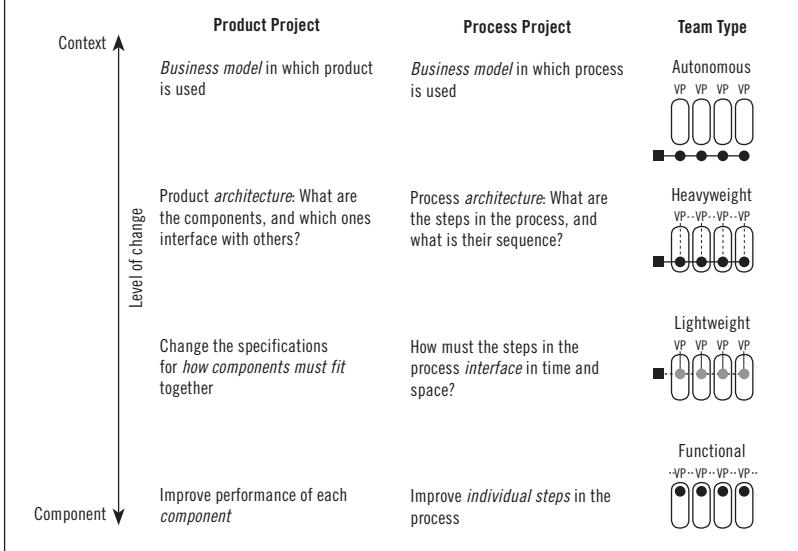 Product Project
Process Project
Team Type
Context
Business model in which product
is used
Business model in which process
is used
Autonomous
VP VP VP VP
Level of change
Product architecture: What are
the components, and which ones
interface with others?
Process architecture: What are
the steps in the process, and
what is their sequence?
Heavyweight
VP··VP··VP··VP
Change the specifications
for how components must fit
together
How must the steps in the
process interface in time and
space?
Lightweight
VP VP VP VP
Component
Improve performance of each
component
Improve individual steps in the
process
Functional
··VP··VP··VP··VP··